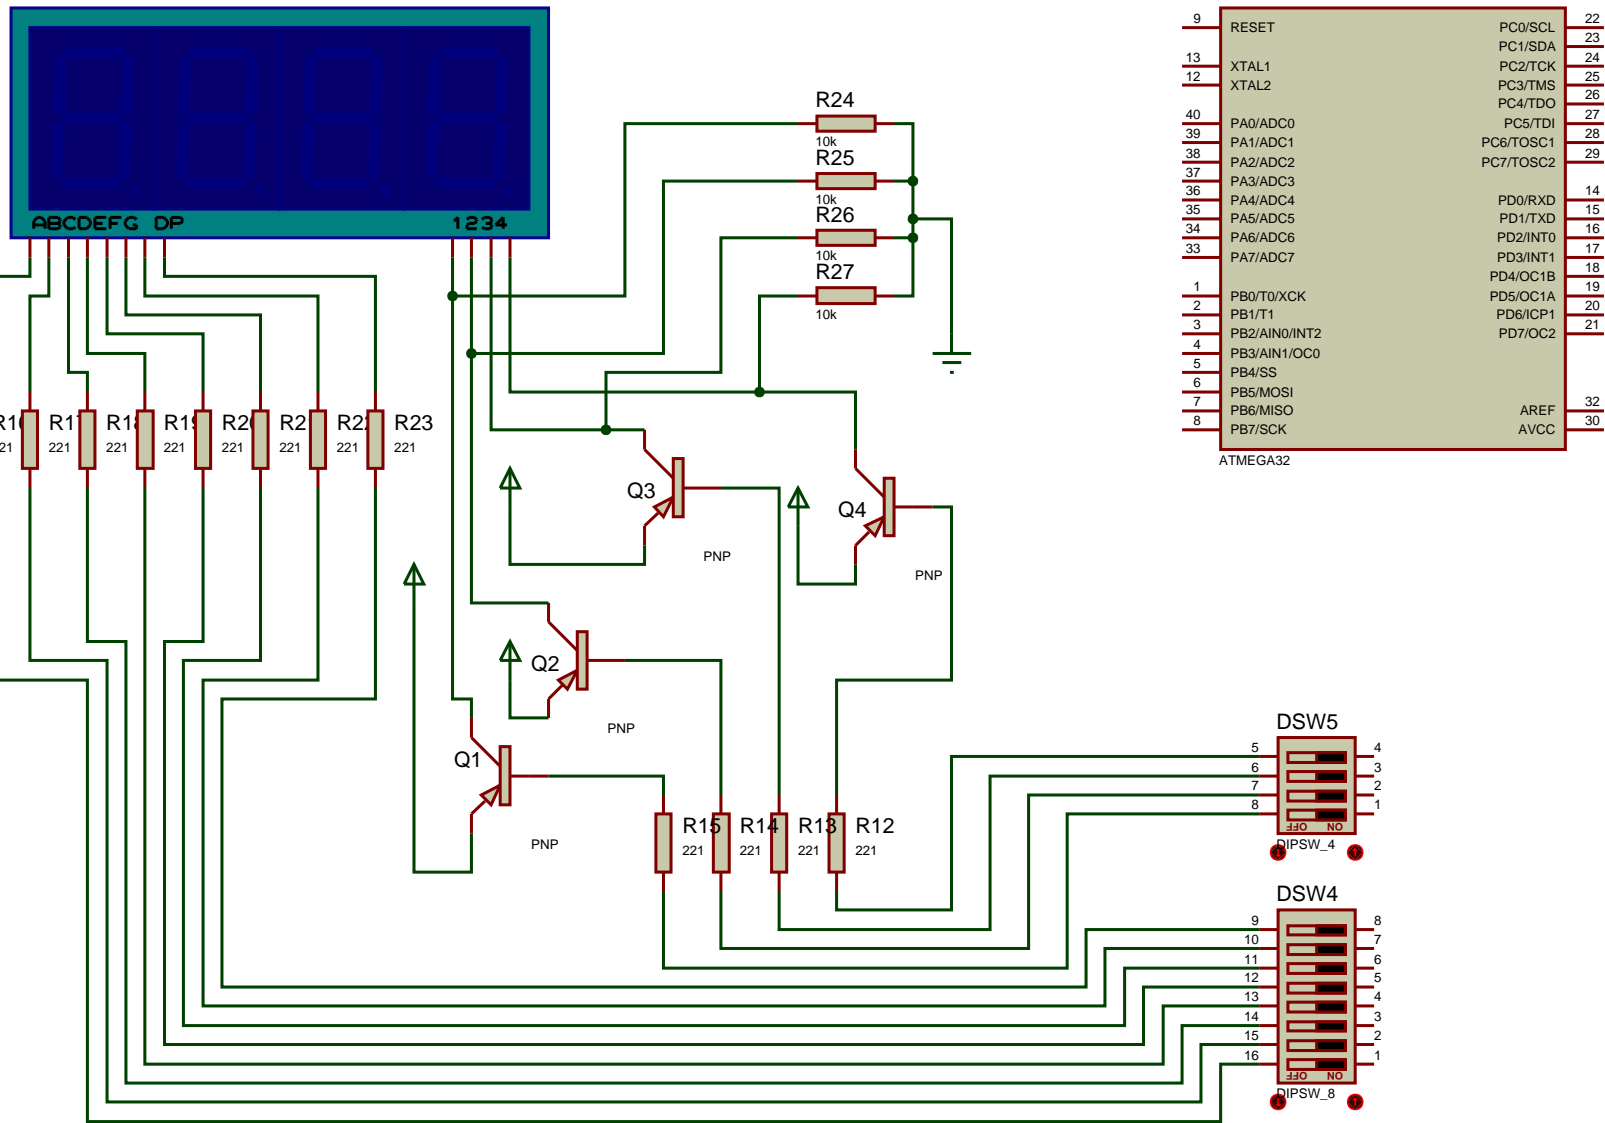 ABCDEFG DP
1234
R24
10k
R25
10k
R26
10k
R27
10k
221
R17
221
R18
221
R19
221
R20
221
R2
221
R22
221
R23
221
Q3
PNP
Q4
PNP
Q2
PNP
Q1
PNP
R15
221
R14
221
R13
221
R12
221
9 RESET
13 XTAL1
12 XTAL2
40 PA0/ADC0
39 PA1/ADC1
38 PA2/ADC2
37 PA3/ADC3
36 PA4/ADC4
35 PA5/ADC5
34 PA6/ADC6
33 PA7/ADC7
1 PB0/T0/XCK
2 PB1/T1
3 PB2/AIN0/INT2
4 PB3/AIN1/OC0
5 PB4/SS
6 PB5/MOSI
7 PB6/MISO
8 PB7/SCK
PC0/SCL 22
PC1/SDA 23
PC2/TCK 24
PC3/TMS 25
PC4/TDO 26
PC5/TDI 27
PC6/TOSC1 28
PC7/TOSC2 29
PD0/RXD 14
PD1/TXD 15
PD2/INT0 16
PD3/INT1 17
PD4/OC1B 18
PD5/OC1A 19
PD6/ICP1 20
PD7/OC2 21
AREF 32
AVCC 30
ATMEGA32
DSW5
5 4
6 3
7 2
8 1
OFF ON
DIPSW_4
DSW4
9 8
10 7
11 6
12 5
13 4
14 3
15 2
16 1
OFF ON
DIPSW_8